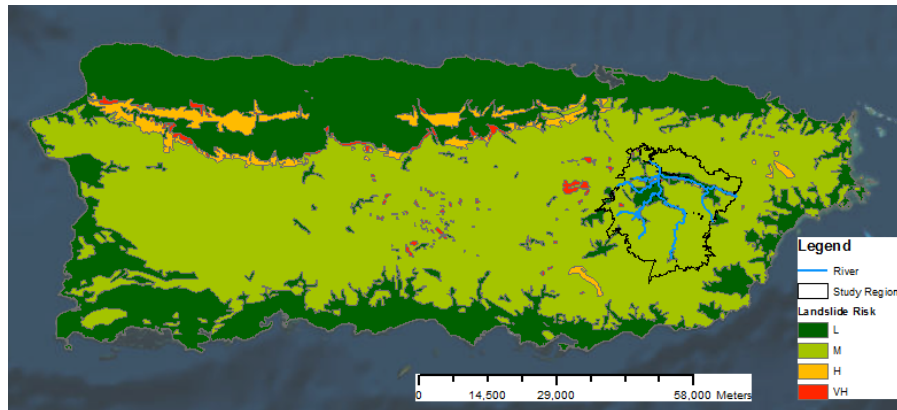 Legend
River
Study Region
Landslide Risk
L
M
H
VH
0 14,500 29,000 58,000 Meters